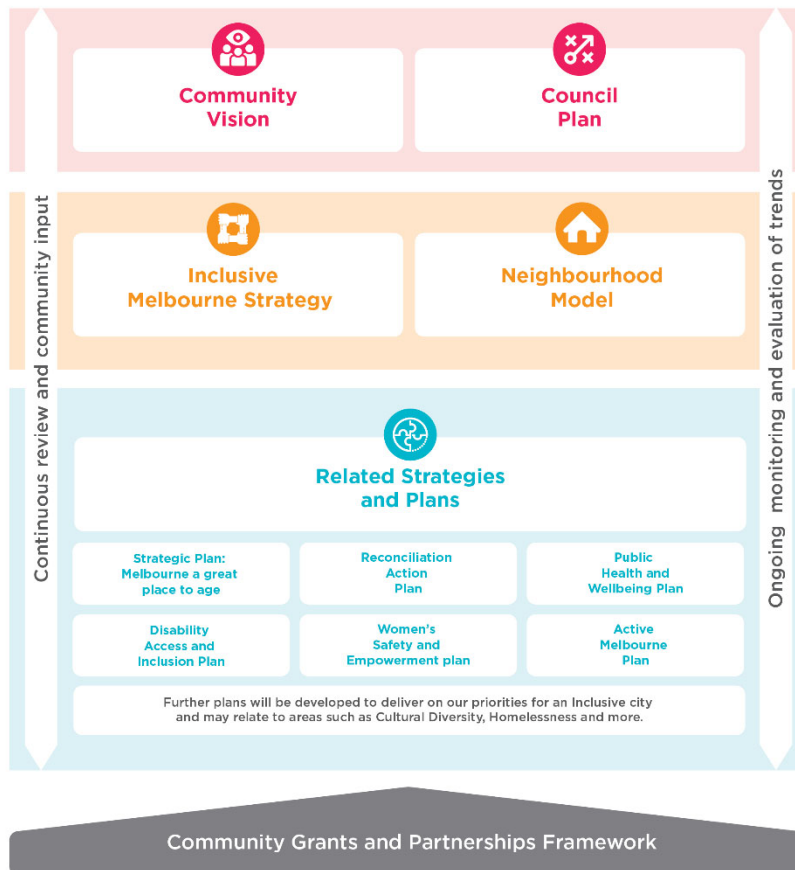 Community
Vision
Council
Plan
Continuous review and community input
Ongoing monitoring and evaluation of trends
Inclusive
Melbourne Strategy
Neighbourhood
Model
Related Strategies
and Plans
Strategic Plan:
Melbourne a great
place to age
Reconciliation
Action
Plan
Public
Health and
Wellbeing Plan
Disability
Access and
Inclusion Plan
Women's
Safety and
Empowerment plan
Active
Melbourne
Plan
Further plans will be developed to deliver on our priorities for an Inclusive city
and may relate to areas such as Cultural Diversity, Homelessness and more.
Community Grants and Partnerships Framework